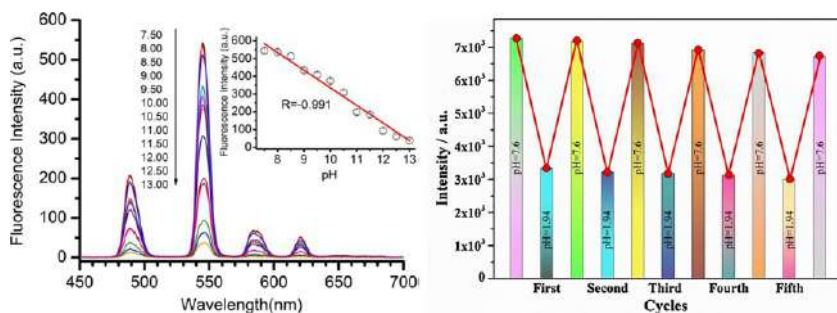 Fluorescence Intensity (a.u.)
600
500
400
300
200
100
0
450
500
550
600
650
700
Wavelength(nm)
7.50
8.00
8.50
9.00
9.50
10.00
10.50
11.00
11.50
12.00
12.50
13.00
Fluorescence Intensity (a.u.)
600
500
400
300
200
100
0
R=-0.991
8
9
10
11
12
13
pH
Intensity / a.u.
7x10³
6x10³
5x10³
4x10³
3x10³
2x10³
1x10³
0
pH=7.6
pH=1.94
pH=7.6
pH=1.94
pH=7.6
pH=1.94
pH=7.6
pH=1.94
pH=7.6
pH=1.94
pH=7.6
First
Second
Third
Fourth
Fifth
Cycles